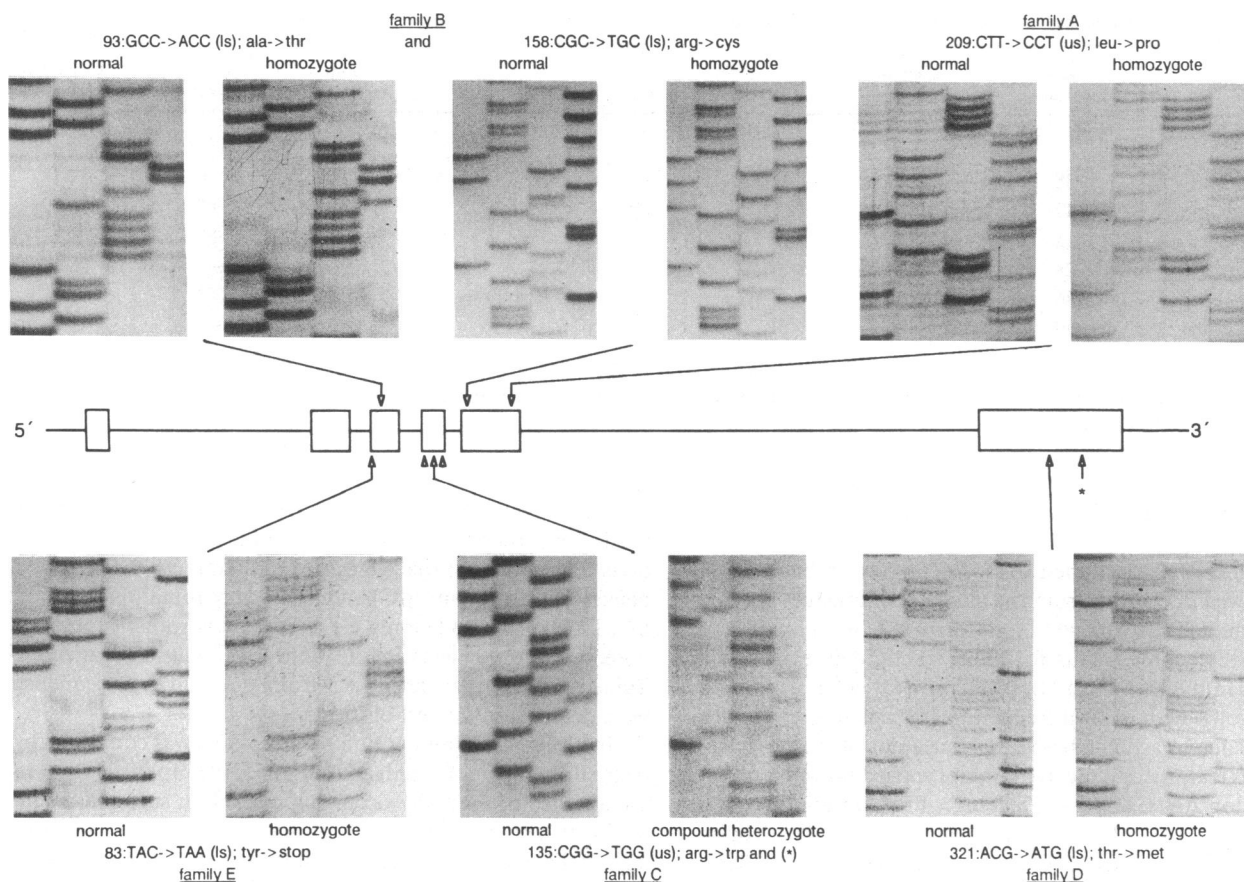 family B
93:GCC->ACC (ls); ala->thr and 158:CGC->TGC (ls); arg->cys
normal homozygote normal homozygote
family A
209:CTT->CCT (us); leu->pro
normal homozygote
5´ 3´
*
normal homozygote
83:TAC->TAA (ls); tyr->stop
family E
normal compound heterozygote
135:CGG->TGG (us); arg->trp and (*)
family C
normal homozygote
321:ACG->ATG (ls); thr->met
family D